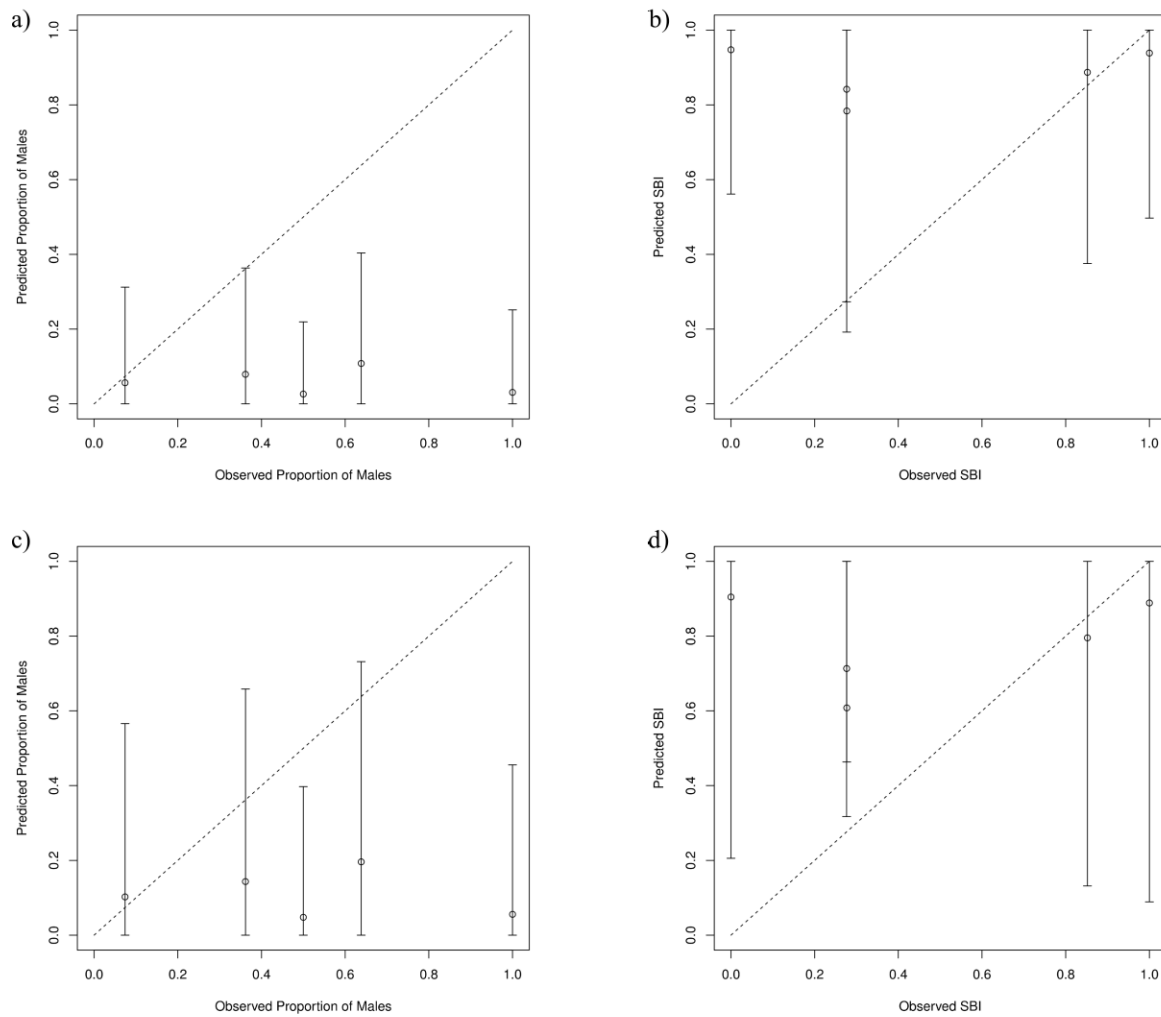 a)
1.0
0.8
0.6
0.4
0.2
0.0
Predicted Proportion of Males
0.0 0.2 0.4 0.6 0.8 1.0
Observed Proportion of Males
b)
1.0
0.8
0.6
0.4
0.2
0.0
Predicted SBI
0.0 0.2 0.4 0.6 0.8 1.0
Observed SBI
c)
1.0
0.8
0.6
0.4
0.2
0.0
Predicted Proportion of Males
0.0 0.2 0.4 0.6 0.8 1.0
Observed Proportion of Males
d)
1.0
0.8
0.6
0.4
0.2
0.0
Predicted SBI
0.0 0.2 0.4 0.6 0.8 1.0
Observed SBI